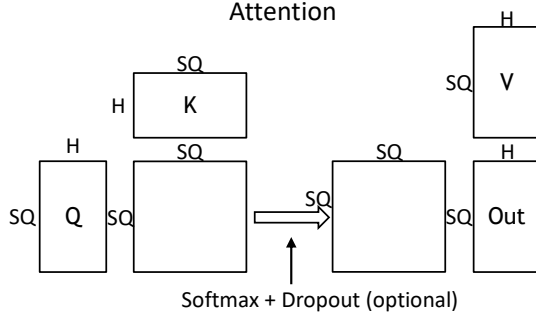 Attention
H
SQ
V
SQ
H
K
H
SQ
SQ
H
SQ
Q
SQ
SQ
SQ
Out
Softmax + Dropout (optional)